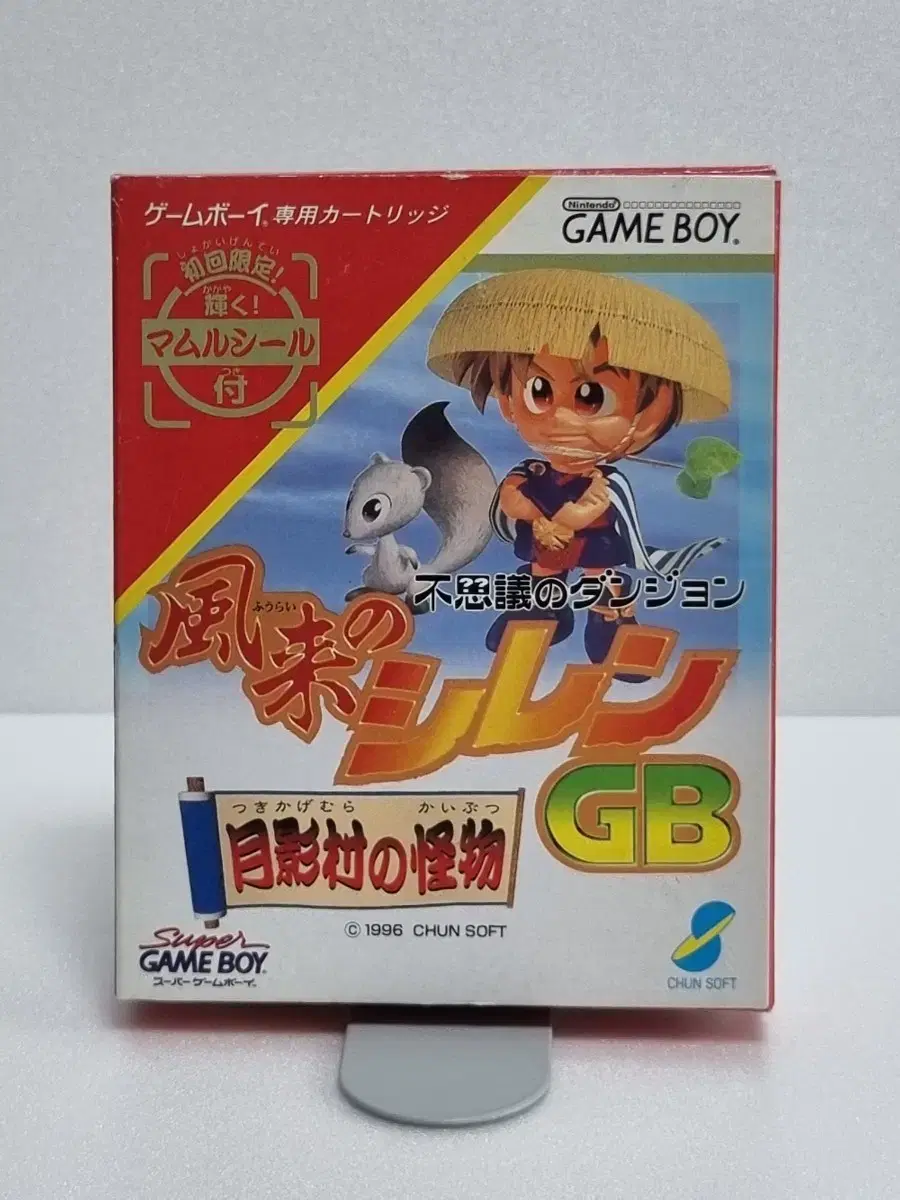 ゲームボーイ専用カートリッジ
Nintendo
GAME BOY
しょかいげんてい
初回限定!
かがや
輝く!
マムルシール
つき
付
不思議のダンジョン
ふうらい
風来の
シレン
GB
つきかげむら かいぶつ
月影村の怪物
© 1996 CHUN SOFT
Super
GAME BOY
スーパーゲームボーイ
CHUN SOFT